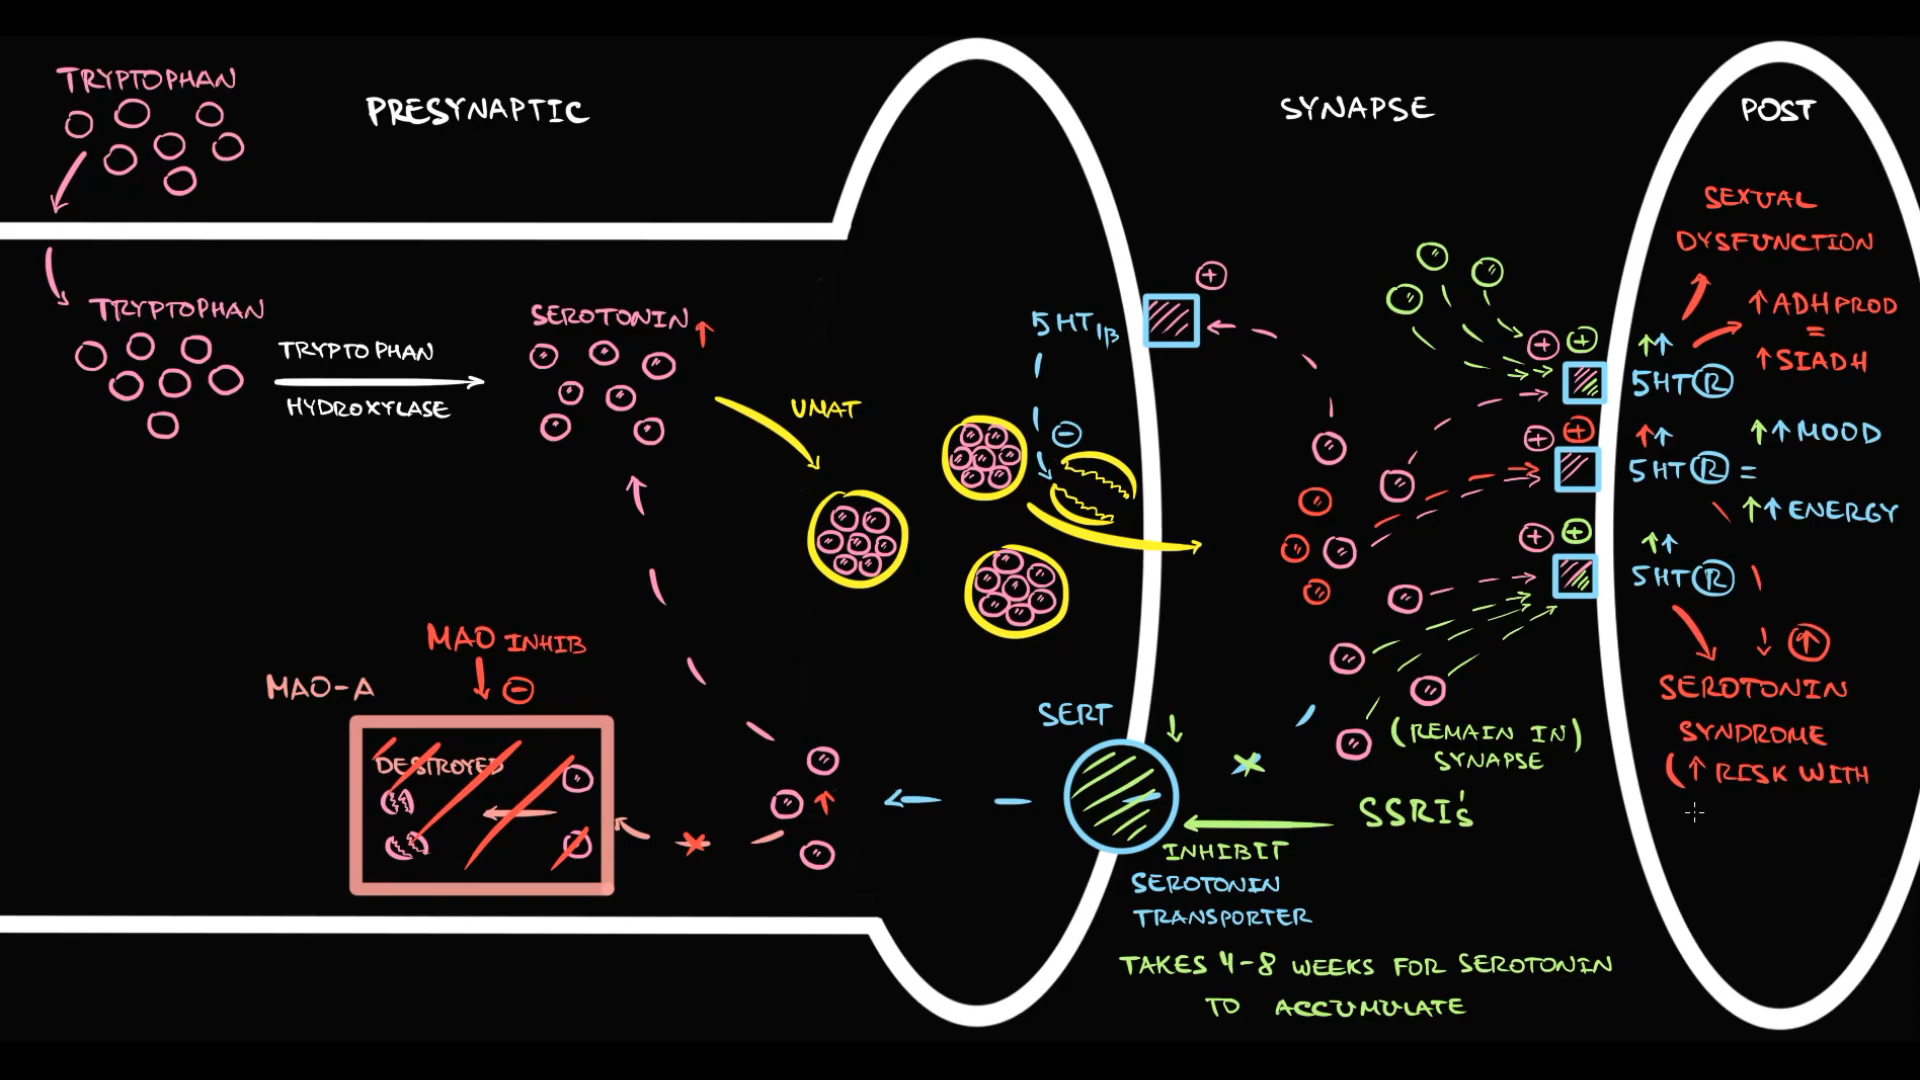 TRYPTOPHAN
PRESYNAPTIC
SYNAPSE
POST
SEXUAL
DYSFUNCTION
TRYPTOPHAN
TRYPTOPHAN
HYDROXYLASE
SEROTONIN ↑
5HT1β
+
+ +
↑↑
5HT R
↑ ADH PROD
=
↑ SIADH
VMAT
−
+ +
↑↑
5HT R =
↑↑ MOOD
↑↑ ENERGY
+ +
↑↑
5HT R
↓ ↑
SEROTONIN
SYNDROME
(↑ RISK WITH
MAO INHIB
↓ −
MAO-A
DESTROYED
SERT
↓
(REMAIN IN)
SYNAPSE
SSRI's
INHIBIT
SEROTONIN
TRANSPORTER
TAKES 4-8 WEEKS FOR SEROTONIN
TO ACCUMULATE